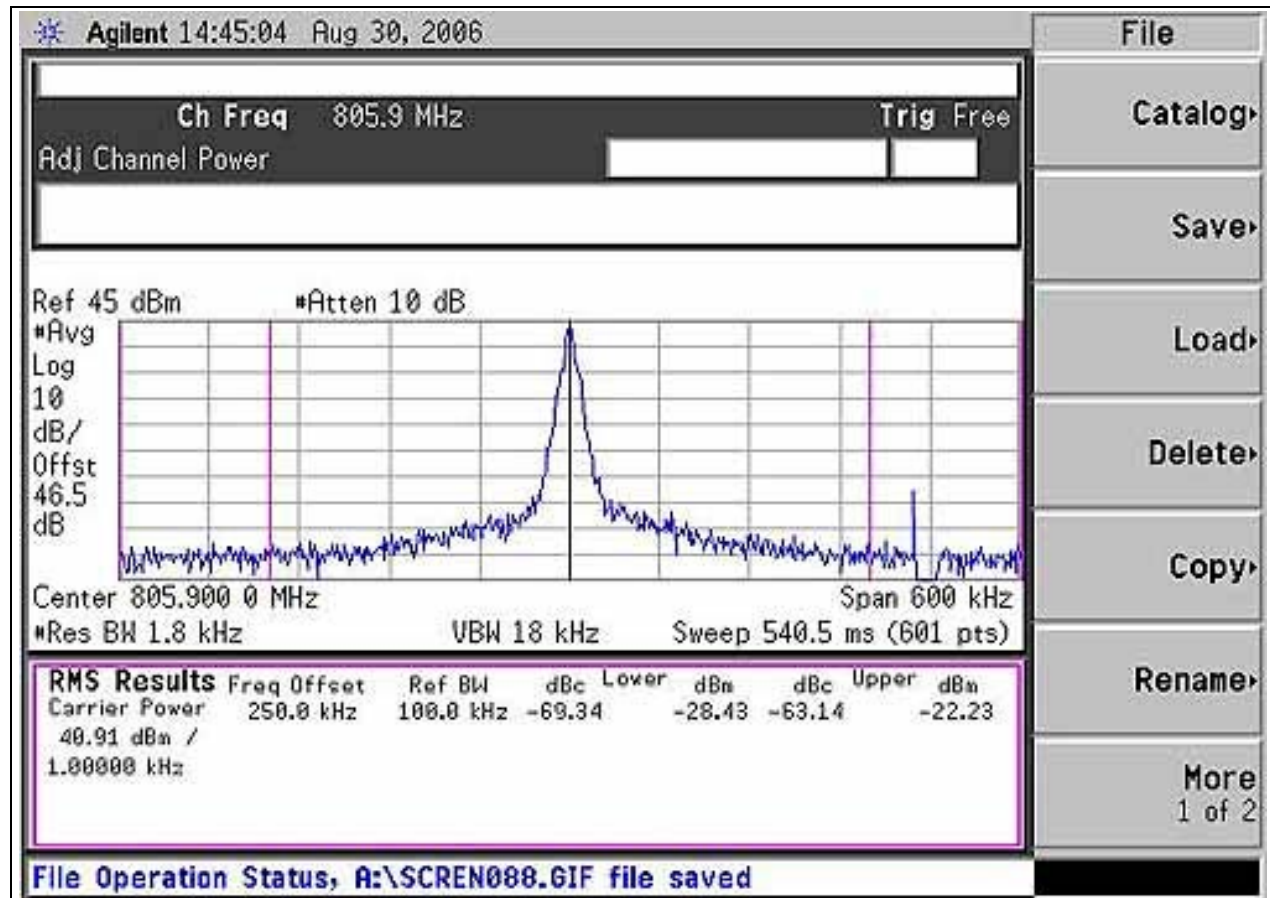 Agilent 14:45:04 Aug 30, 2006
File
Ch Freq 805.9 MHz
Trig Free
Adj Channel Power
Catalog
Save
Load
Delete
Copy
Rename
More
1 of 2
Ref 45 dBm #Atten 10 dB
#Avg
Log
10
dB/
Offst
46.5
dB
Center 805.900 0 MHz Span 600 kHz
#Res BW 1.8 kHz VBW 18 kHz Sweep 540.5 ms (601 pts)
RMS Results Freq Offset Ref BW dBc Lower dBm dBc Upper dBm
Carrier Power 250.0 kHz 100.0 kHz -69.34 -28.43 -63.14 -22.23
40.91 dBm /
1.00000 kHz
File Operation Status, A:\SCREN088.GIF file saved